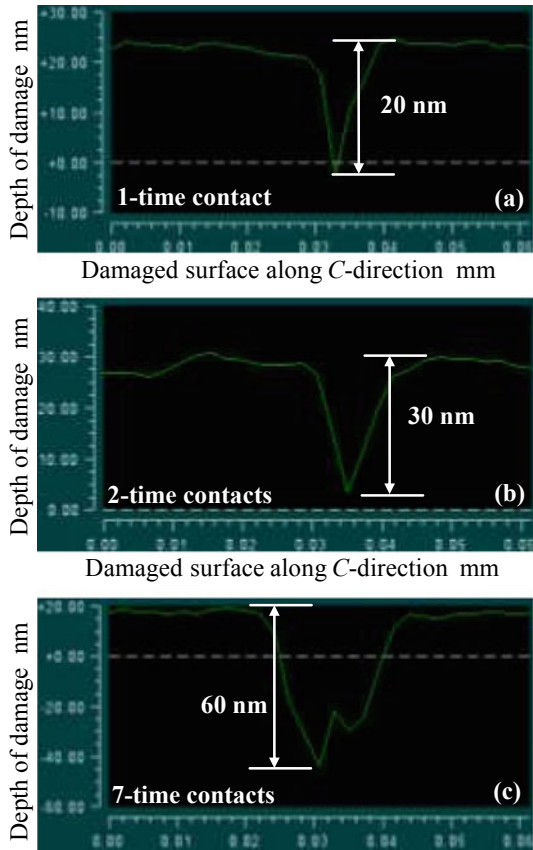 Depth of damage nm
+20.00
+10.00
+0.00
-10.00
20 nm
1-time contact
(a)
0.00 0.01 0.02 0.03 0.04 0.05 0.06
Damaged surface along C-direction mm
Depth of damage nm
40.00
30.00
20.00
10.00
0.00
30 nm
2-time contacts
(b)
0.00 0.01 0.02 0.03 0.04 0.05 0.06
Damaged surface along C-direction mm
Depth of damage nm
+20.00
+0.00
-20.00
-40.00
-60.00
60 nm
7-time contacts
(c)
0.00 0.01 0.02 0.03 0.04 0.05 0.06